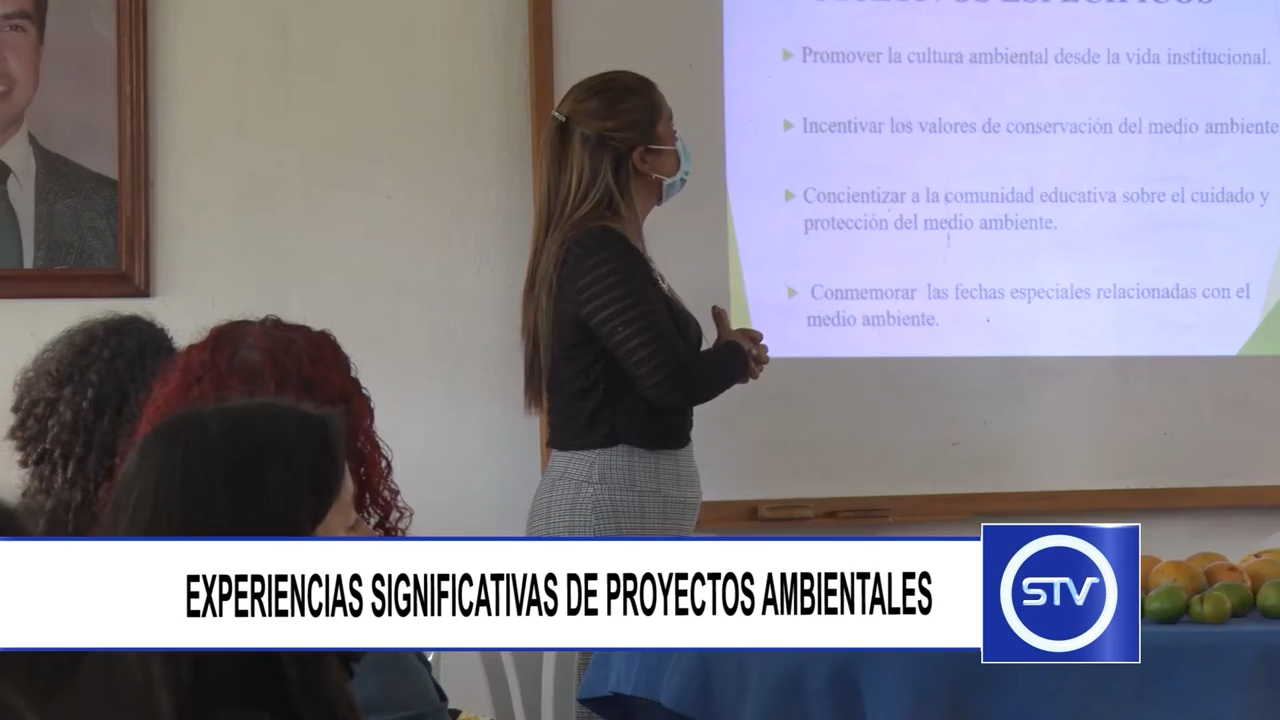 ESPECÍFICOS
Promover la cultura ambiental desde la vida institucional.
Incentivar los valores de conservación del medio ambiente
Concientizar a la comunidad educativa sobre el cuidado y
protección del medio ambiente.
Conmemorar las fechas especiales relacionadas con el
medio ambiente.
EXPERIENCIAS SIGNIFICATIVAS DE PROYECTOS AMBIENTALES
STV